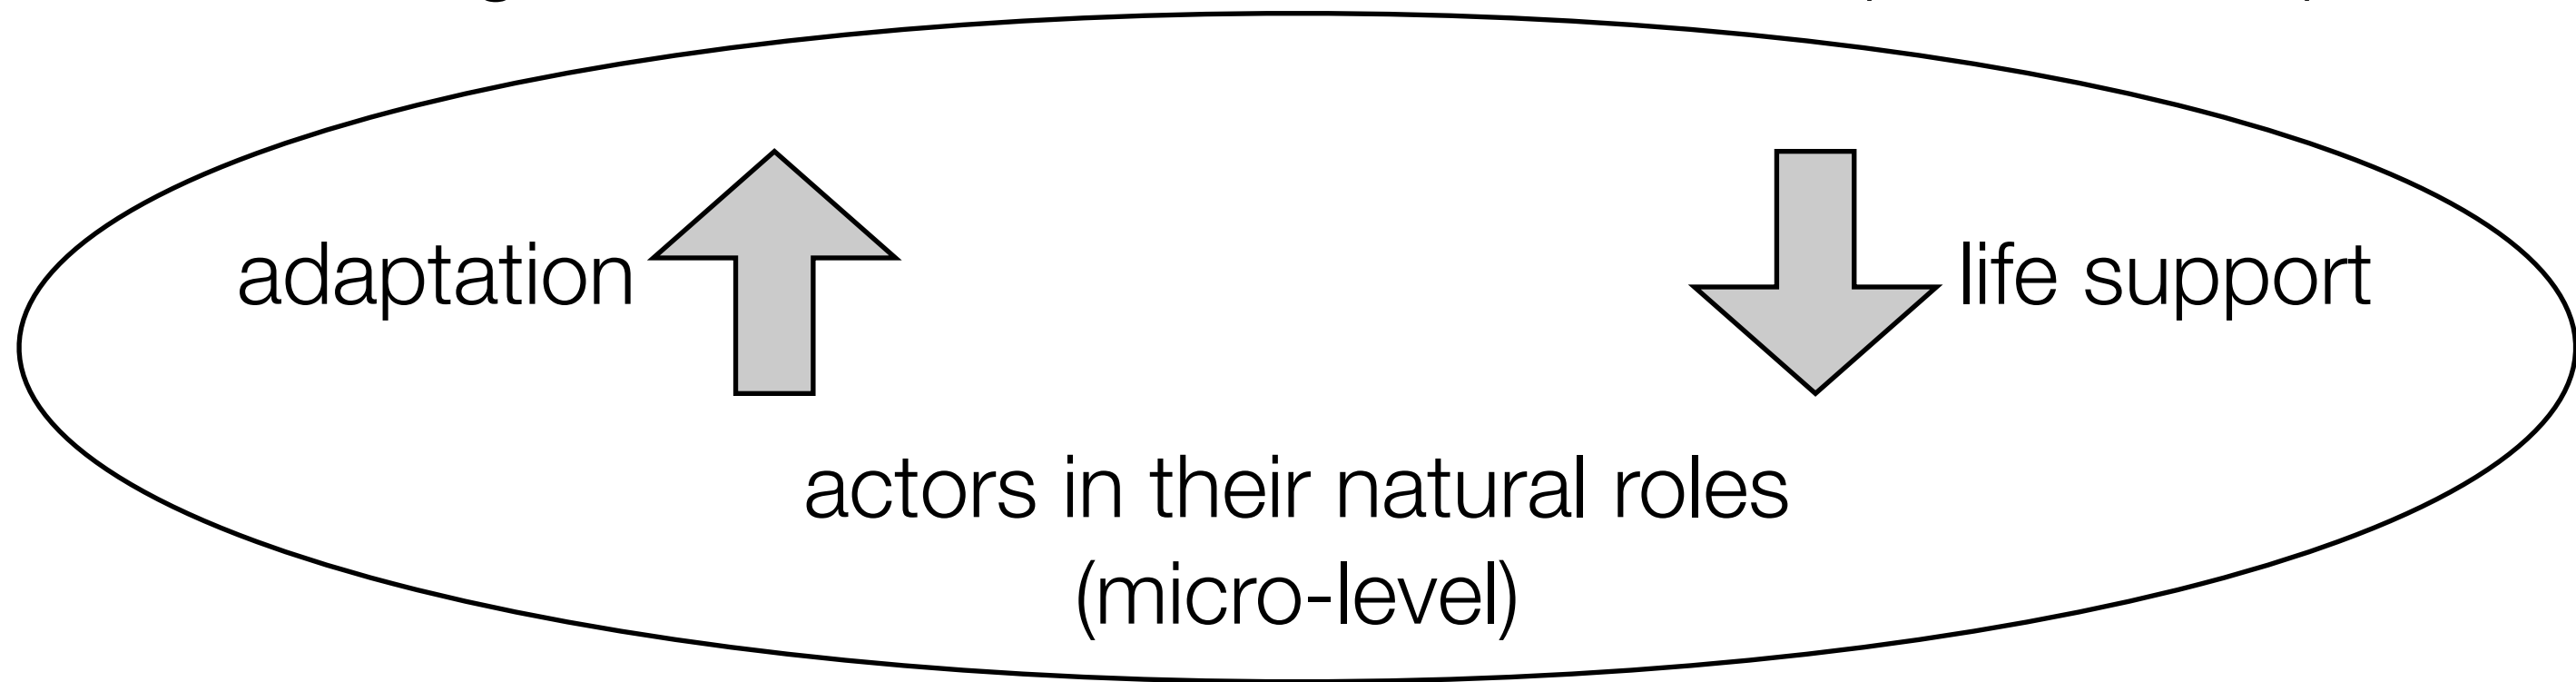 adaptation
life support
actors in their natural roles
(micro-level)